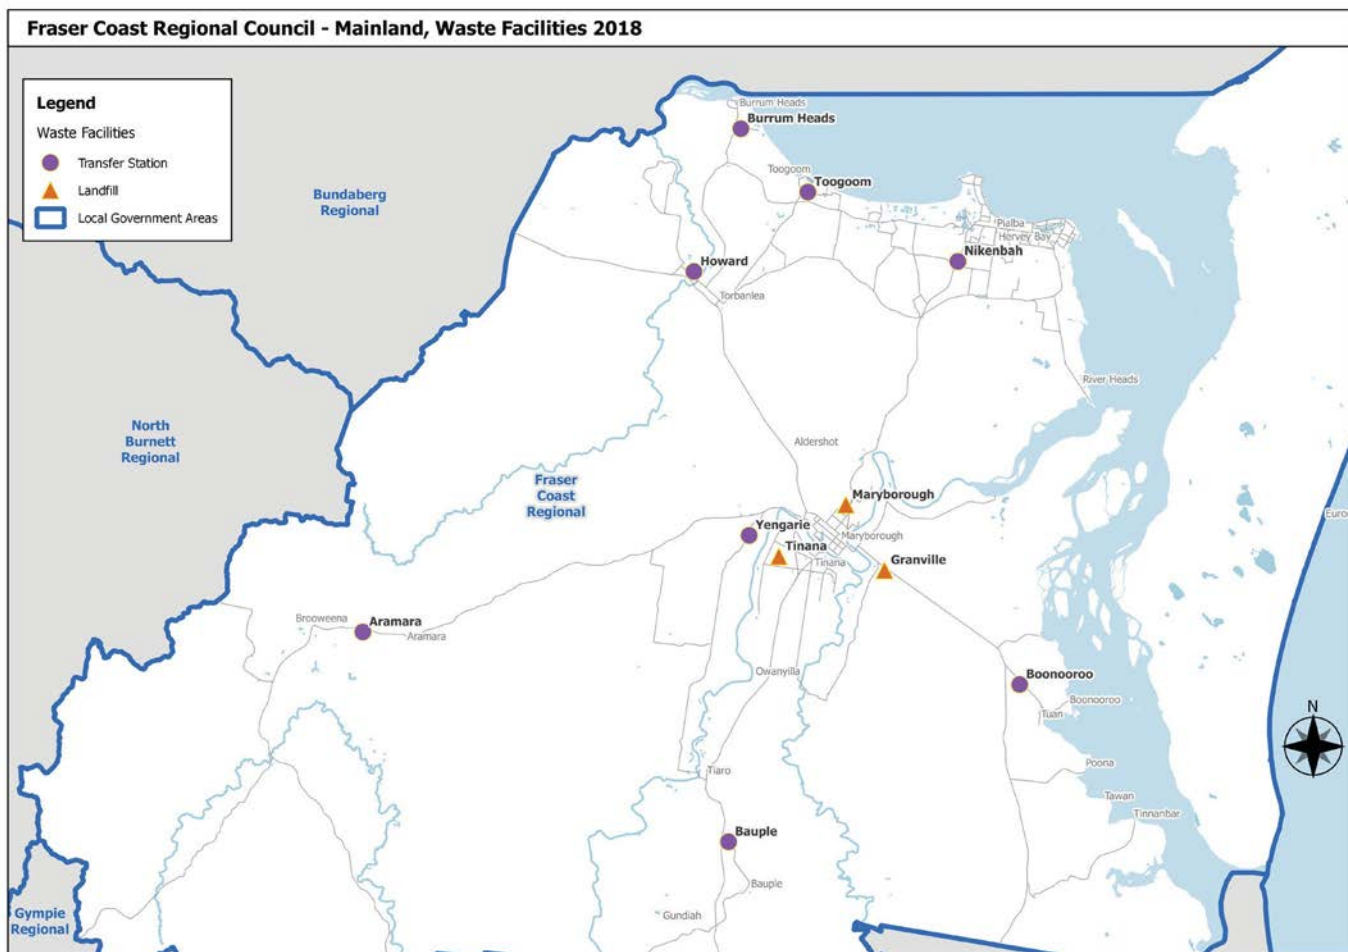 Fraser Coast Regional Council - Mainland, Waste Facilities 2018
Legend
Waste Facilities
Transfer Station
Landfill
Local Government Areas
Burrum Heads
Burrum Heads
Toogoom
Toogoom
Bundaberg
Regional
Pialba
Hervey Bay
Nikenbah
Howard
Torbanlea
River Heads
North
Burnett
Regional
Aldershot
Fraser
Coast
Regional
Maryborough
Yengarie
Maryborough
Tinana
Tinana
Granville
Brooweena
Aramara
Aramara
Owanyilla
Boonooroo
Boonooroo
Tuan
N
Poona
Tiaro
Tawan
Tinnanbar
Bauple
Bauple
Gundiah
Gympie
Regional